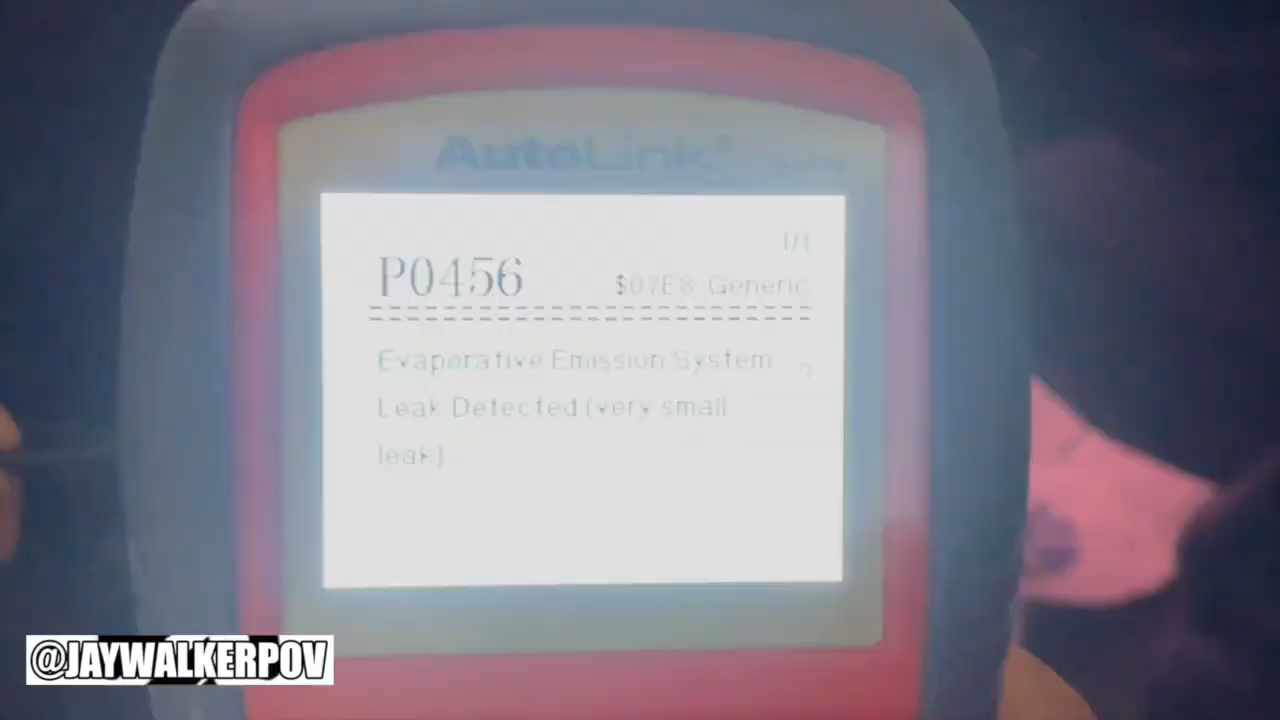 AutoLink
1/1
P0456 $07E8 Generic
Evaporative Emission System
Leak Detected (very small
leak)
@JAYWALKERPOV